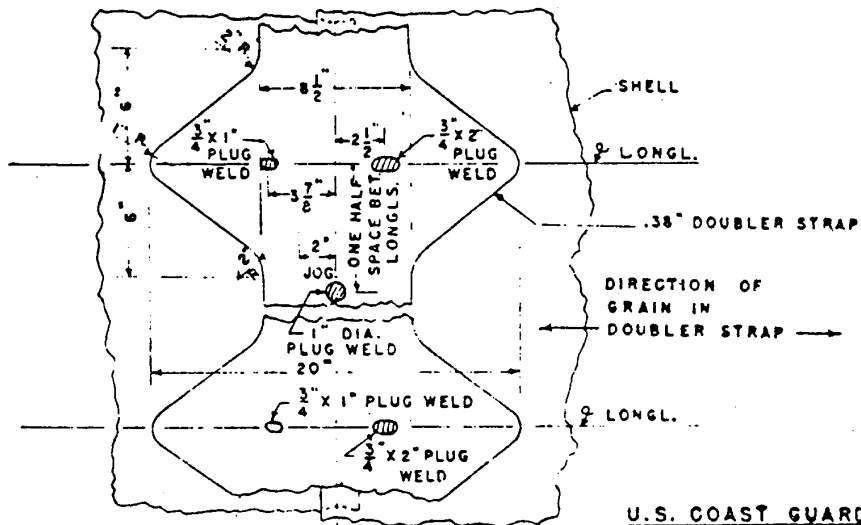 8 1/2"
SHELL
3/4 X 1"
PLUG
WELD
2 1/2"
3/4" X 2"
PLUG
WELD
℄ LONGL.
3 7/2"
ONE HALF
SPACE BET.
LONGLS.
.38" DOUBLER STRAP
6"
2"
JOG
DIRECTION OF
GRAIN IN
DOUBLER STRAP
1" DIA.
PLUG WELD
20"
3/4" X 1" PLUG WELD
℄ LONGL.
3/4" X 2" PLUG
WELD
U.S. COAST GUARD